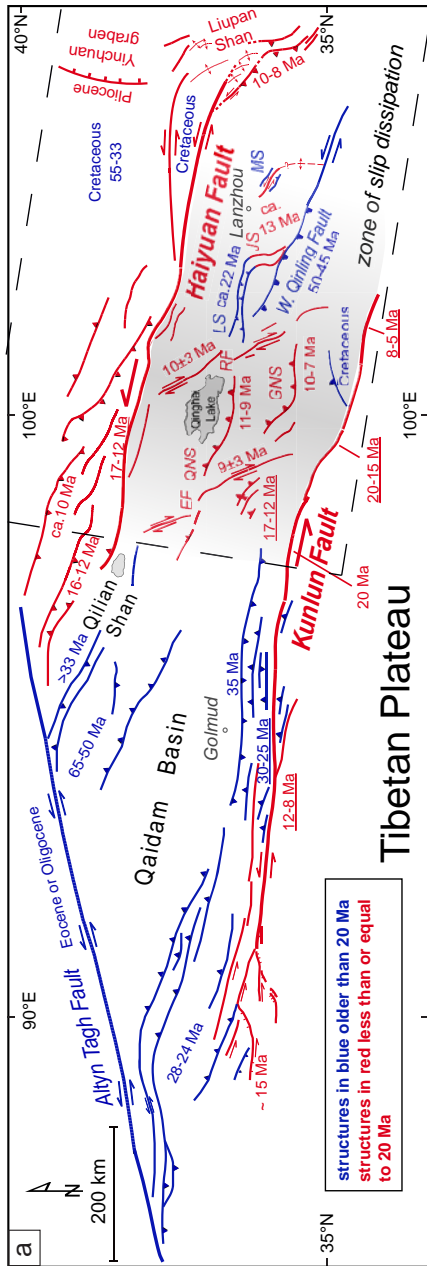 a
N
200 km
90°E
100°E
40°N
Altyn Tagh Fault
Eocene or Oligocene
65-50 Ma
>33 Ma
Qilian
Shan
16-12 Ma
ca.10 Ma
17-12 Ma
Haiyuan Fault
Cretaceous
55-33
Cretaceous
Pliocene
Yinchuan
graben
Liupan
Shan
10-8 Ma
35°N
Qaidam Basin
Golmud
28-24 Ma
~ 15 Ma
35 Ma
30-25 Ma
12-8 Ma
EF
QNS
Qinghai
Lake
11-9 Ma
10±3 Ma
RF
9±3 Ma
17-12 Ma
GNS
10-7 Ma
LS ca.22 Ma
Lanzhou
MS
JS
ca.
13 Ma
W. Qinling Fault
50-45 Ma
Cretaceous
zone of slip dissipation
Kunlun Fault
20 Ma
20-15 Ma
8-5 Ma
Tibetan Plateau
structures in blue older than 20 Ma
structures in red less than or equal
to 20 Ma
35°N
100°E